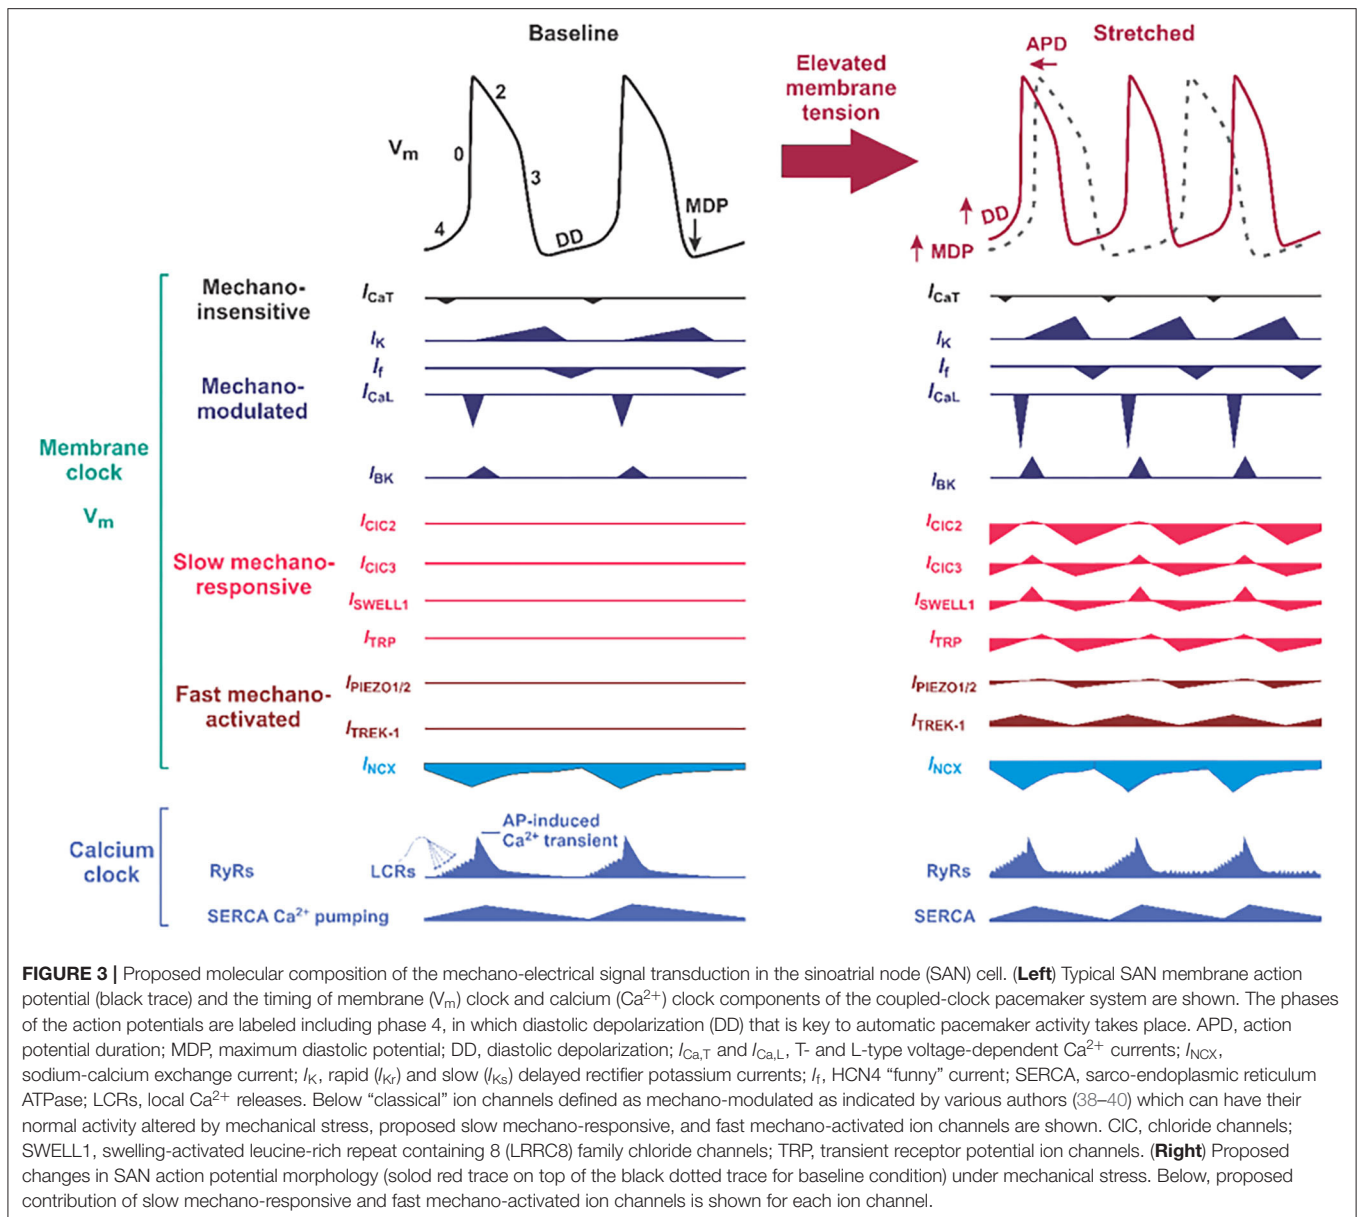 Baseline
Elevated
membrane
tension
Stretched
APD
Vm
0
2
3
4
DD
MDP
DD
MDP
Membrane
clock
Vm
Mechano-
insensitive
ICaT
ICaT
Mechano-
modulated
IK
IK
If
If
ICaL
ICaL
IBK
IBK
Slow mechano-
responsive
IClC2
IClC2
IClC3
IClC3
ISWELL1
ISWELL1
ITRP
ITRP
Fast mechano-
activated
IPIEZO1/2
IPIEZO1/2
ITREK-1
ITREK-1
INCX
INCX
Calcium
clock
AP-induced
Ca2+ transient
RyRs
LCRs
RyRs
SERCA Ca2+ pumping
SERCA
FIGURE 3 | Proposed molecular composition of the mechano-electrical signal transduction in the sinoatrial node (SAN) cell. (Left) Typical SAN membrane action
potential (black trace) and the timing of membrane (Vm) clock and calcium (Ca2+) clock components of the coupled-clock pacemaker system are shown. The phases
of the action potentials are labeled including phase 4, in which diastolic depolarization (DD) that is key to automatic pacemaker activity takes place. APD, action
potential duration; MDP, maximum diastolic potential; DD, diastolic depolarization; ICa,T and ICa,L, T- and L-type voltage-dependent Ca2+ currents; INCX,
sodium-calcium exchange current; IK, rapid (IKr) and slow (IKs) delayed rectifier potassium currents; If, HCN4 “funny” current; SERCA, sarco-endoplasmic reticulum
ATPase; LCRs, local Ca2+ releases. Below “classical” ion channels defined as mechano-modulated as indicated by various authors (38–40) which can have their
normal activity altered by mechanical stress, proposed slow mechano-responsive, and fast mechano-activated ion channels are shown. ClC, chloride channels;
SWELL1, swelling-activated leucine-rich repeat containing 8 (LRRC8) family chloride channels; TRP, transient receptor potential ion channels. (Right) Proposed
changes in SAN action potential morphology (solod red trace on top of the black dotted trace for baseline condition) under mechanical stress. Below, proposed
contribution of slow mechano-responsive and fast mechano-activated ion channels is shown for each ion channel.